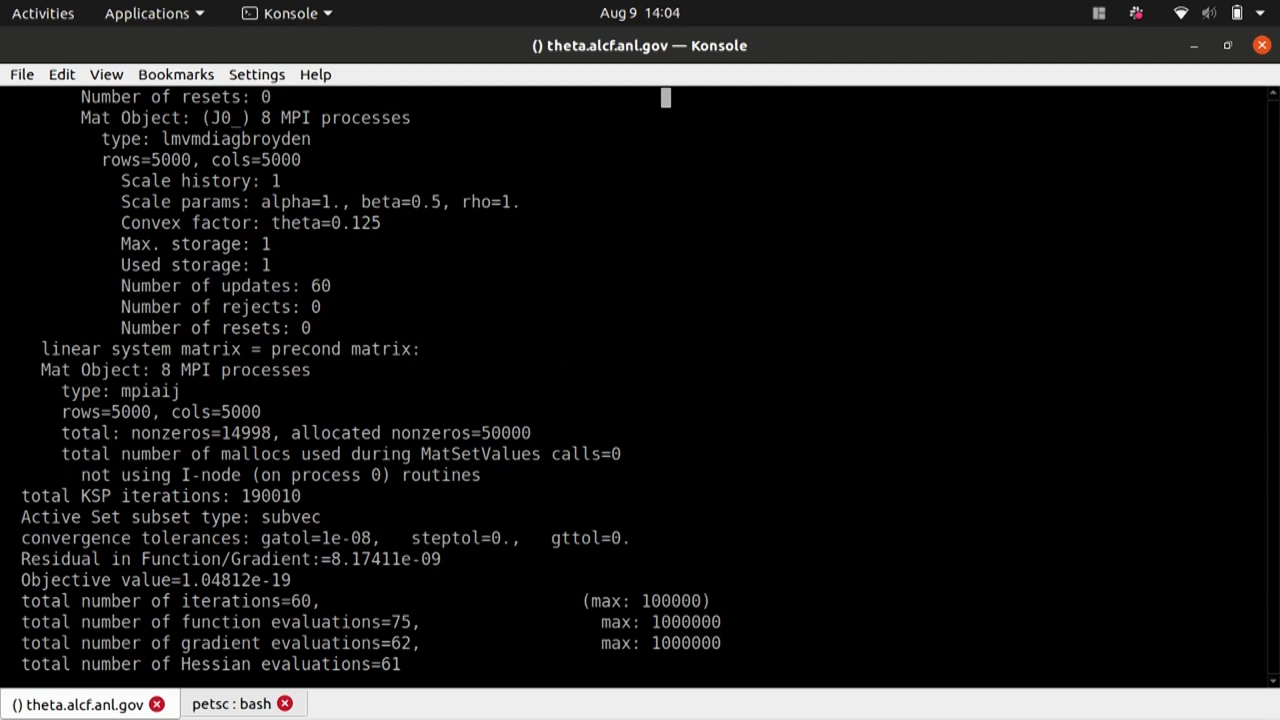 Activities Applications Konsole Aug 9 14:04
() theta.alcf.anl.gov — Konsole
File Edit View Bookmarks Settings Help
Number of resets: 0
Mat Object: (J0_) 8 MPI processes
type: lmvmdiagbroyden
rows=5000, cols=5000
Scale history: 1
Scale params: alpha=1., beta=0.5, rho=1.
Convex factor: theta=0.125
Max. storage: 1
Used storage: 1
Number of updates: 60
Number of rejects: 0
Number of resets: 0
linear system matrix = precond matrix:
Mat Object: 8 MPI processes
type: mpiaij
rows=5000, cols=5000
total: nonzeros=14998, allocated nonzeros=50000
total number of mallocs used during MatSetValues calls=0
not using I-node (on process 0) routines
total KSP iterations: 190010
Active Set subset type: subvec
convergence tolerances: gatol=1e-08, steptol=0., gttol=0.
Residual in Function/Gradient:=8.17411e-09
Objective value=1.04812e-19
total number of iterations=60, (max: 100000)
total number of function evaluations=75, max: 1000000
total number of gradient evaluations=62, max: 1000000
total number of Hessian evaluations=61
() theta.alcf.anl.gov petsc : bash